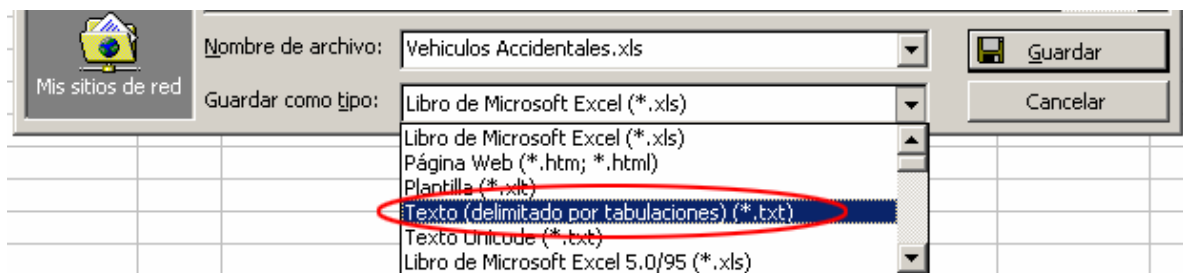 Nombre de archivo: Vehiculos Accidentales.xls Guardar
Mis sitios de red
Guardar como tipo: Libro de Microsoft Excel (*.xls) Cancelar
Libro de Microsoft Excel (*.xls)
Página Web (*.htm; *.html)
Plantilla (*.xlt)
Texto (delimitado por tabulaciones) (*.txt)
Texto Unicode (*.txt)
Libro de Microsoft Excel 5.0/95 (*.xls)